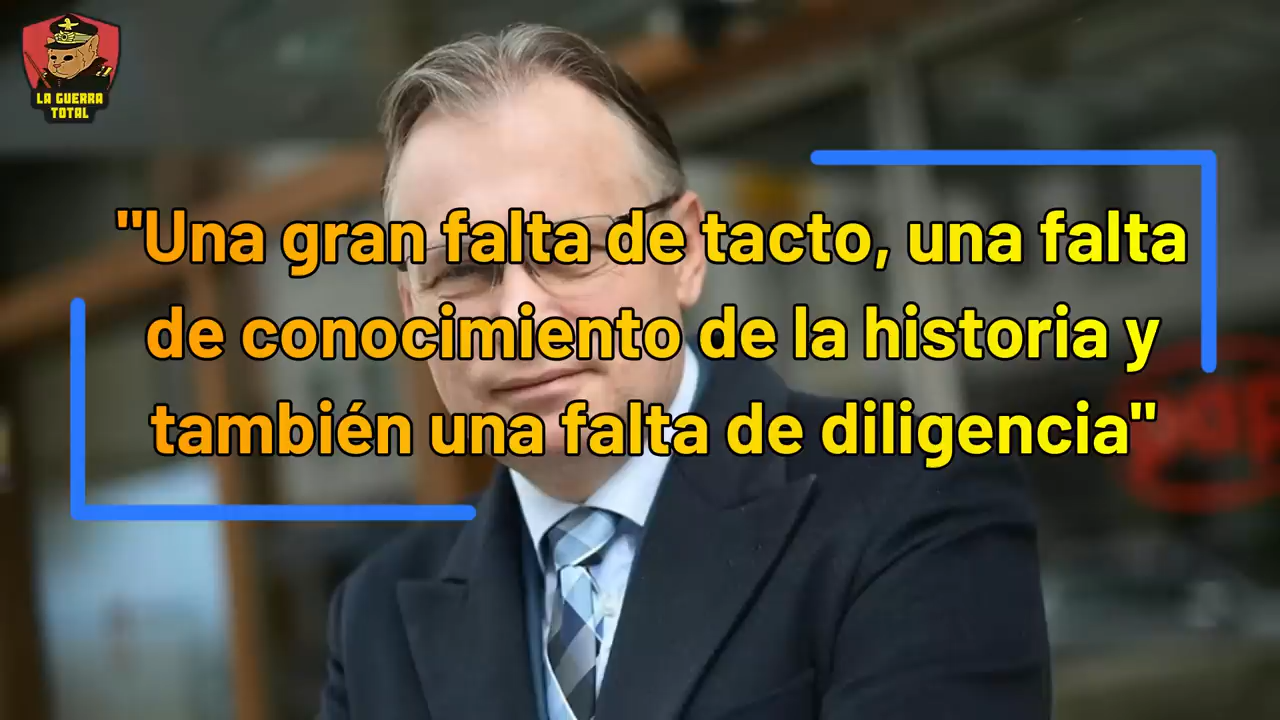 LA GUERRA
TOTAL
"Una gran falta de tacto, una falta
de conocimiento de la historia y
también una falta de diligencia"